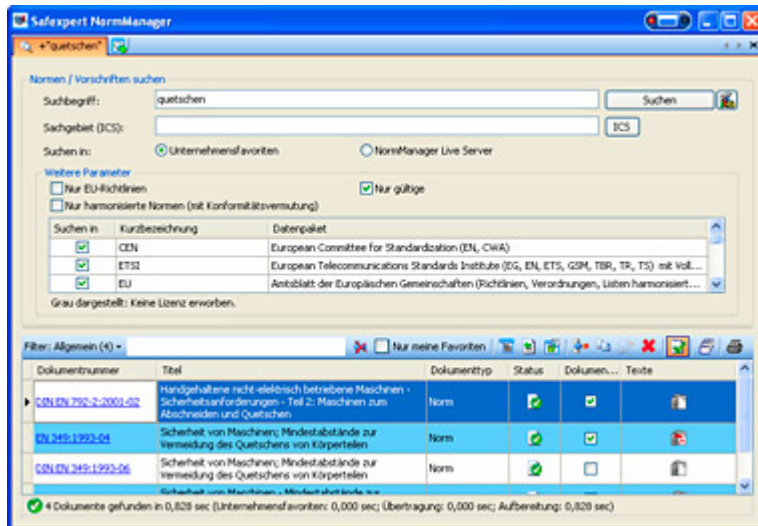 Safexpert NormManager
+"quetschen"
Normen / Vorschriften suchen
Suchbegriff: quetschen Suchen
Sachgebiet (ICS): ICS
Suchen in: Unternehmensfavoriten NormManager Live Server
Weitere Parameter
Nur EU-Richtlinien Nur gültige
Nur harmonisierte Normen (mit Konformitätsvermutung)
Suchen in Kurzbezeichnung Datenpaket
CEN European Committee for Standardization (EN, CWA)
ETSI European Telecommunications Standards Institute (EG, EN, ETS, GSM, TBR, TR, TS) mit Voll...
EU Amtsblatt der Europäischen Gemeinschaften (Richtlinien, Verordnungen, Listen harmonisiert...
Grau dargestellt: Keine Lizenz erworben.
Filter: Allgemein (4) Nur meine Favoriten
Dokumentnummer Titel Dokumenttyp Status Dokumen... Texte
DIN EN 792-2:2001-02 Handgehaltene nicht-elektrisch betriebene Maschinen -
Sicherheitsanforderungen - Teil 2: Maschinen zum
Abschneiden und Quetschen Norm
EN 349:1993-04 Sicherheit von Maschinen; Mindestabstände zur
Vermeidung des Quetschens von Körperteilen Norm
DIN EN 349:1993-06 Sicherheit von Maschinen; Mindestabstände zur
Vermeidung des Quetschens von Körperteilen Norm
Sicherheit von Maschinen - Mindestabstände zur
4 Dokumente gefunden in 0,828 sec (Unternehmensfavoriten: 0,000 sec; Übertragung: 0,000 sec; Aufbereitung: 0,828 sec)